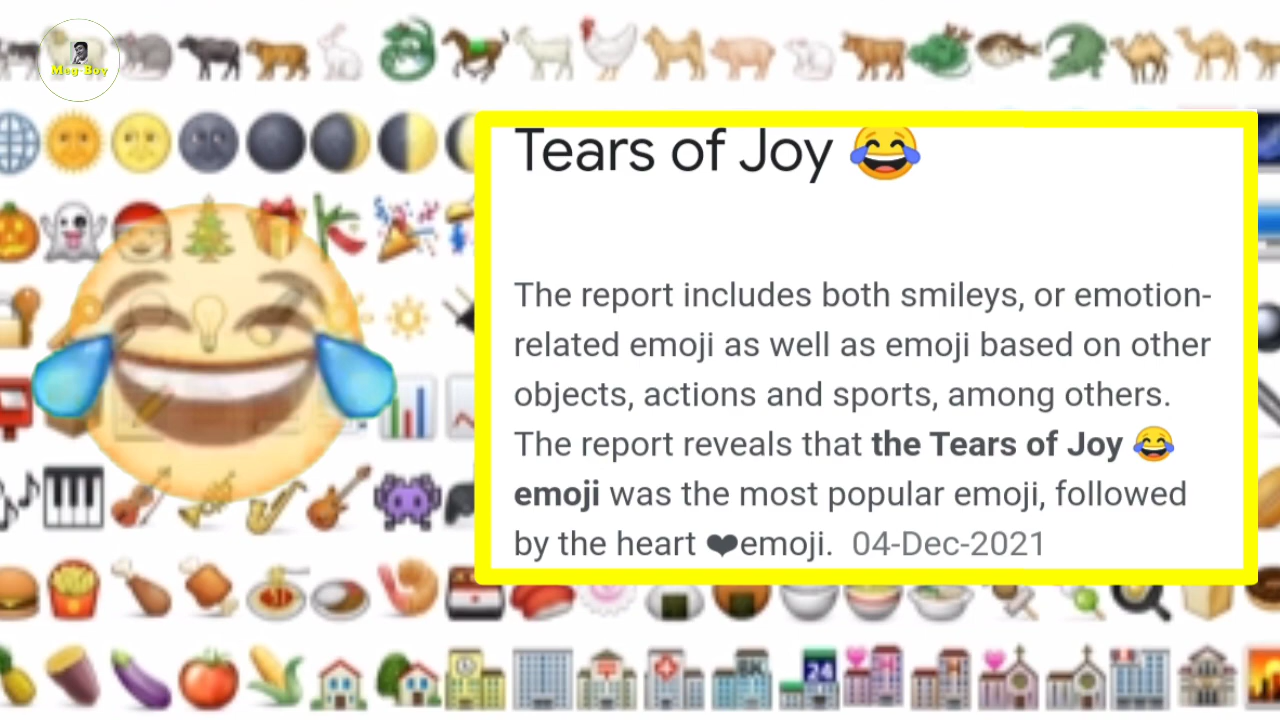 Meg-Boy
Tears of Joy 😂
The report includes both smileys, or emotion-
related emoji as well as emoji based on other
objects, actions and sports, among others.
The report reveals that the Tears of Joy 😂
emoji was the most popular emoji, followed
by the heart ❤emoji. 04-Dec-2021
24